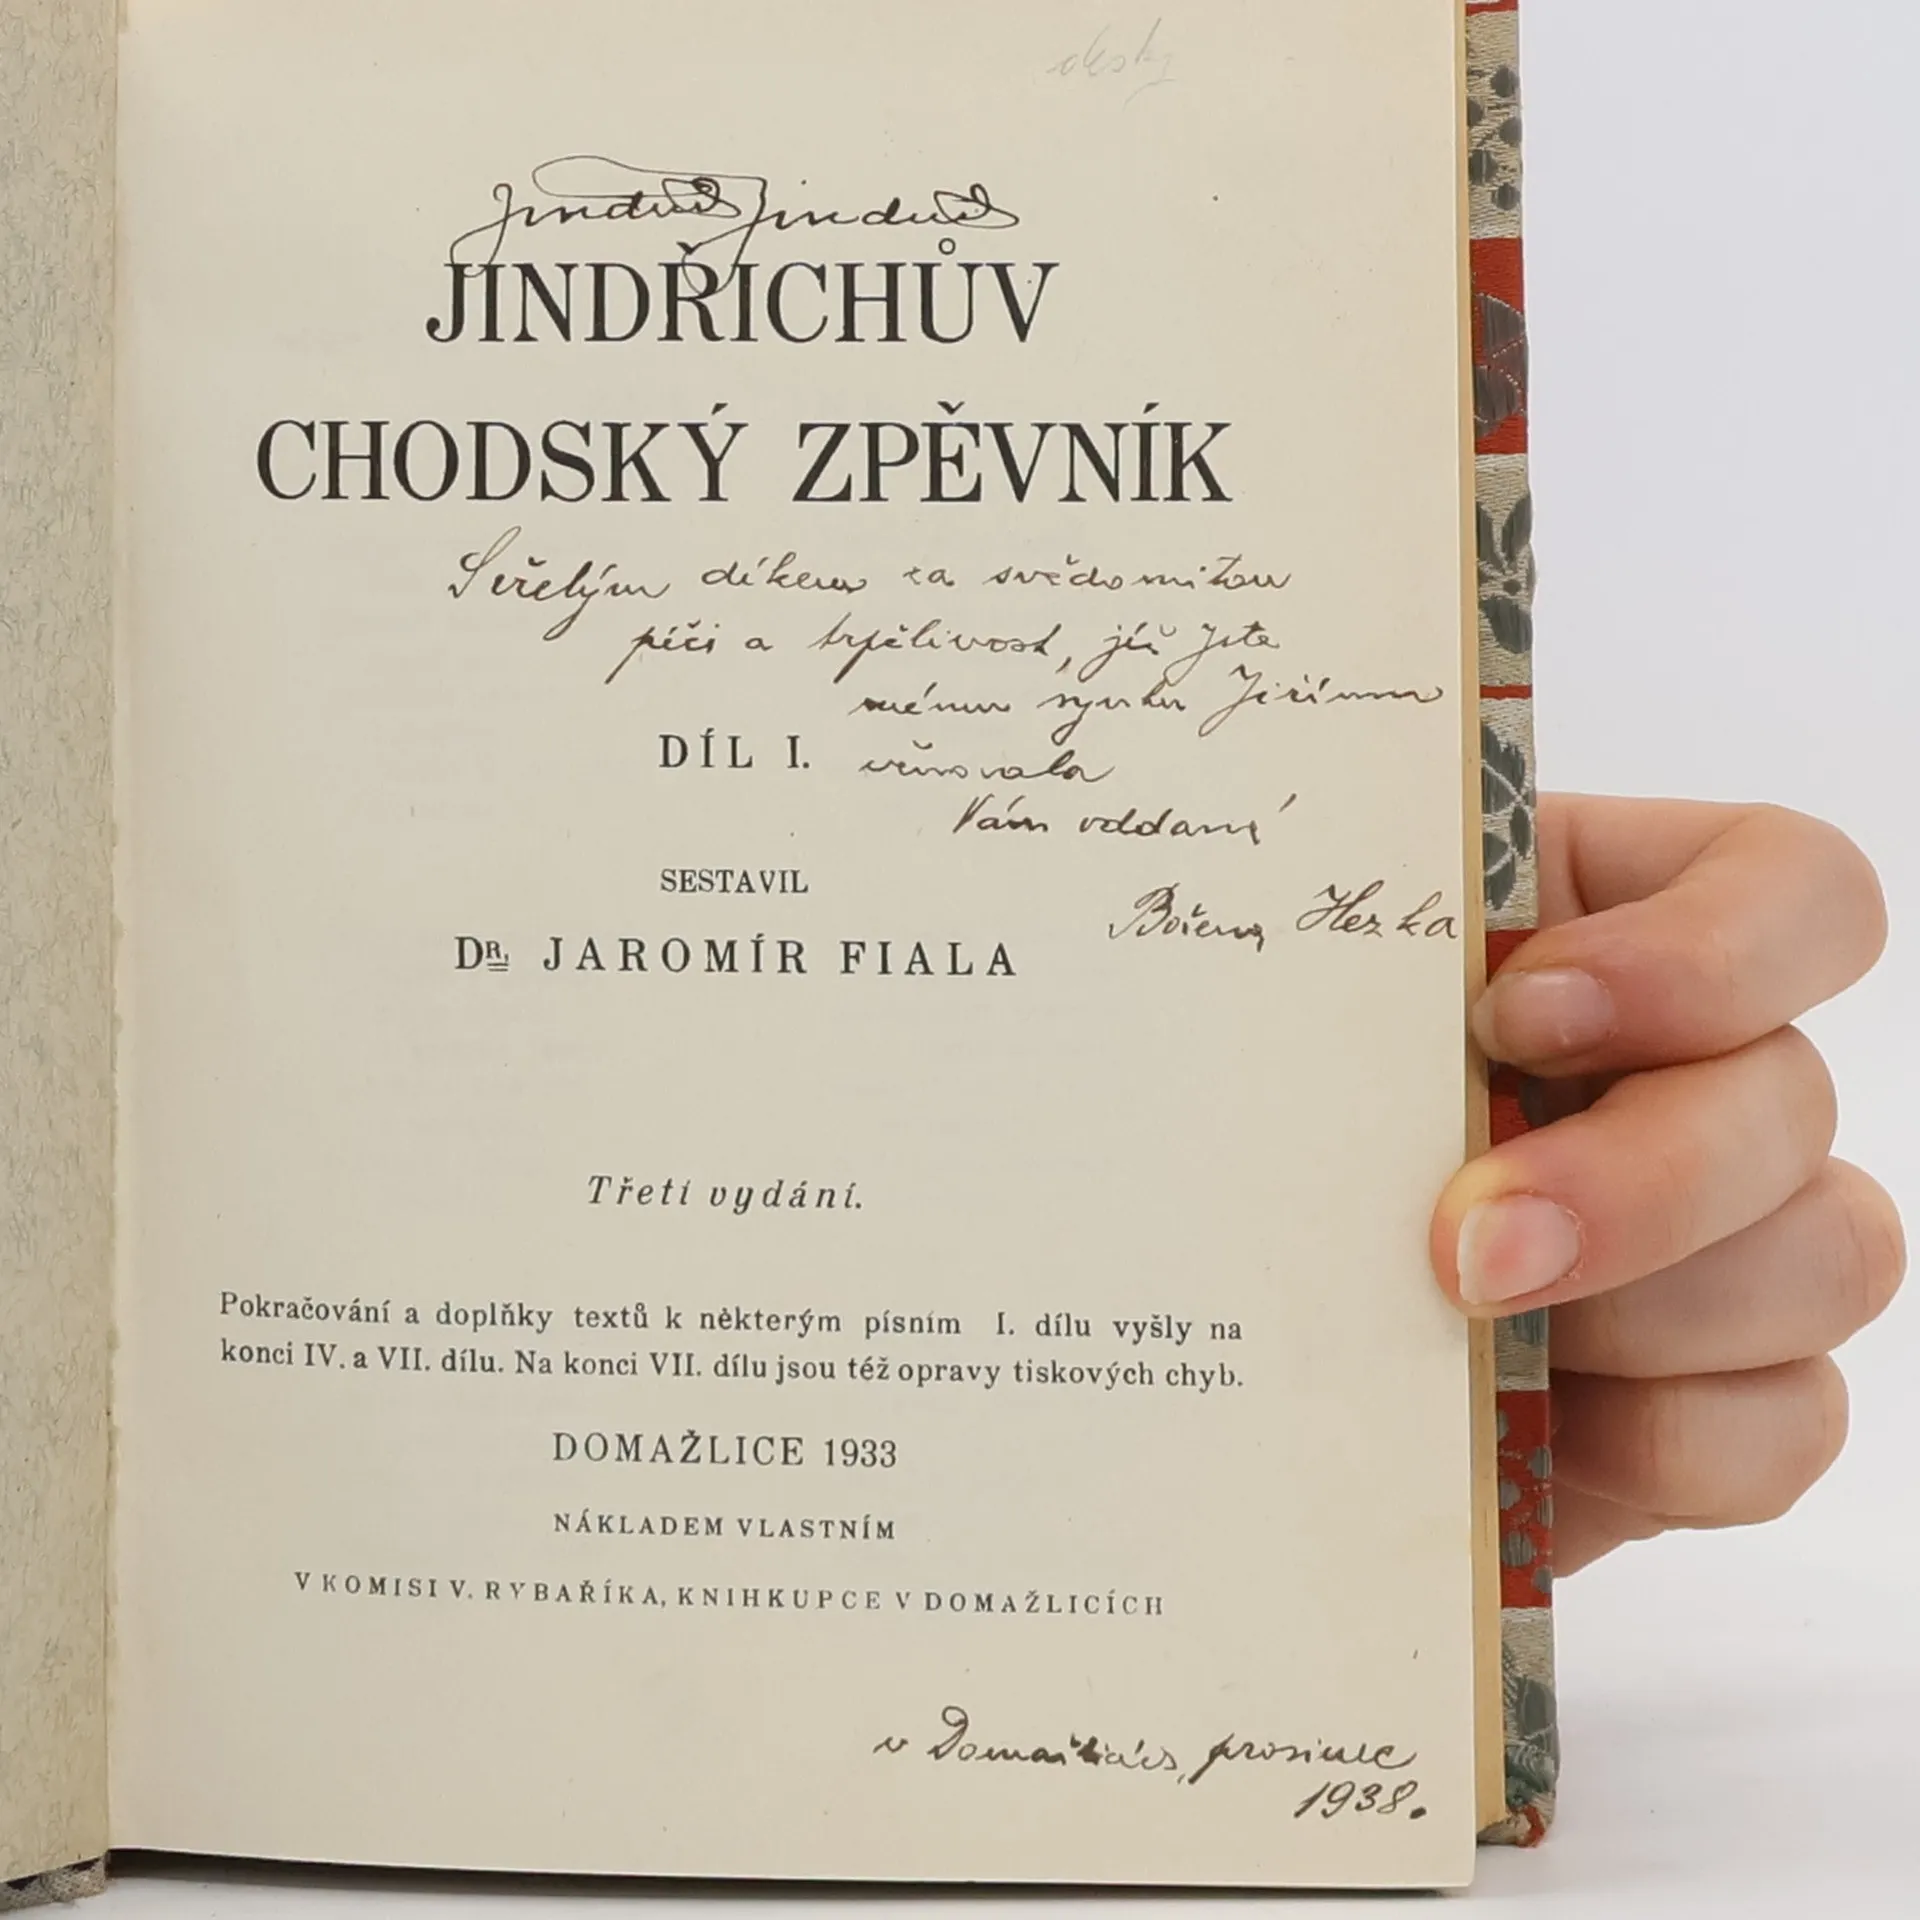 Jindřich Jindřich
JINDŘICHŮV
CHODSKÝ ZPĚVNÍK
S vřelým díkem za svědomitou
péči a trpělivost, jíž Jste
mému synku Jiřímu
DÍL I. věnovala
Vám oddaný
SESTAVIL
Božena
DR. JAROMÍR FIALA
Třetí vydání.
Pokračování a doplňky textů k některým písním I. dílu vyšly na
konci IV. a VII. dílu. Na konci VII. dílu jsou též opravy tiskových chyb.
DOMAŽLICE 1933
NÁKLADEM VLASTNÍM
V KOMISI V. RYBAŘÍKA, KNIHKUPCE V DOMAŽLICÍCH
v Domažlicích, prosinec
1938.